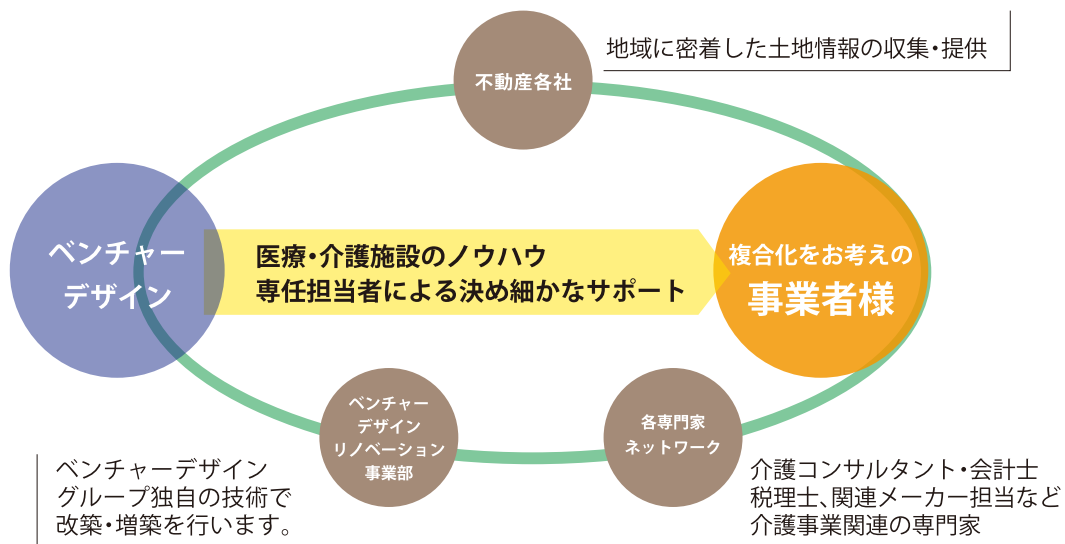 不動産各社
地域に密着した土地情報の収集・提供
ベンチャー
デザイン
医療・介護施設のノウハウ
専任担当者による決め細かなサポート
複合化をお考えの
事業者様
ベンチャー
デザイン
リノベーション
事業部
各専門家
ネットワーク
ベンチャーデザイン
グループ独自の技術で
改築・増築を行います。
介護コンサルタント・会計士
税理士、関連メーカー担当など
介護事業関連の専門家